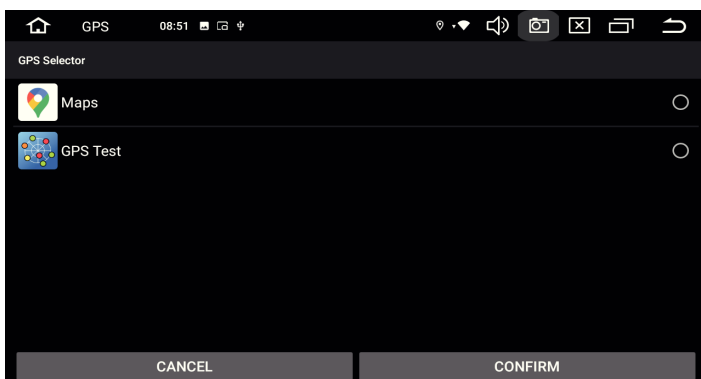 GPS 08:51
GPS Selector
Maps
GPS Test
CANCEL CONFIRM